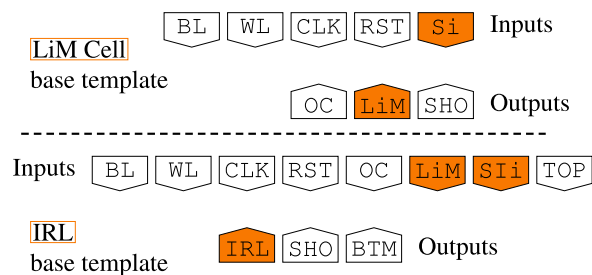 BL WL CLK RST Si Inputs
LiM Cell
base template
OC LiM SHO Outputs
Inputs BL WL CLK RST OC LiM SIi TOP
IRL
base template
IRL SHO BTM Outputs